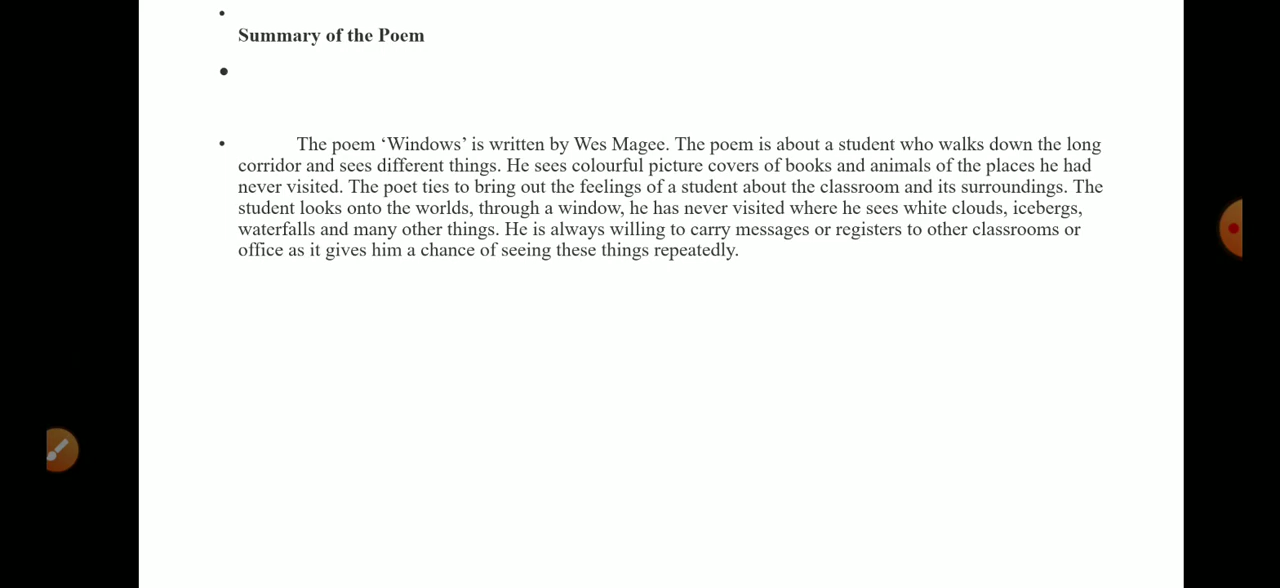 Summary of the Poem
The poem ‘Windows’ is written by Wes Magee. The poem is about a student who walks down the long
corridor and sees different things. He sees colourful picture covers of books and animals of the places he had
never visited. The poet ties to bring out the feelings of a student about the classroom and its surroundings. The
student looks onto the worlds, through a window, he has never visited where he sees white clouds, icebergs,
waterfalls and many other things. He is always willing to carry messages or registers to other classrooms or
office as it gives him a chance of seeing these things repeatedly.